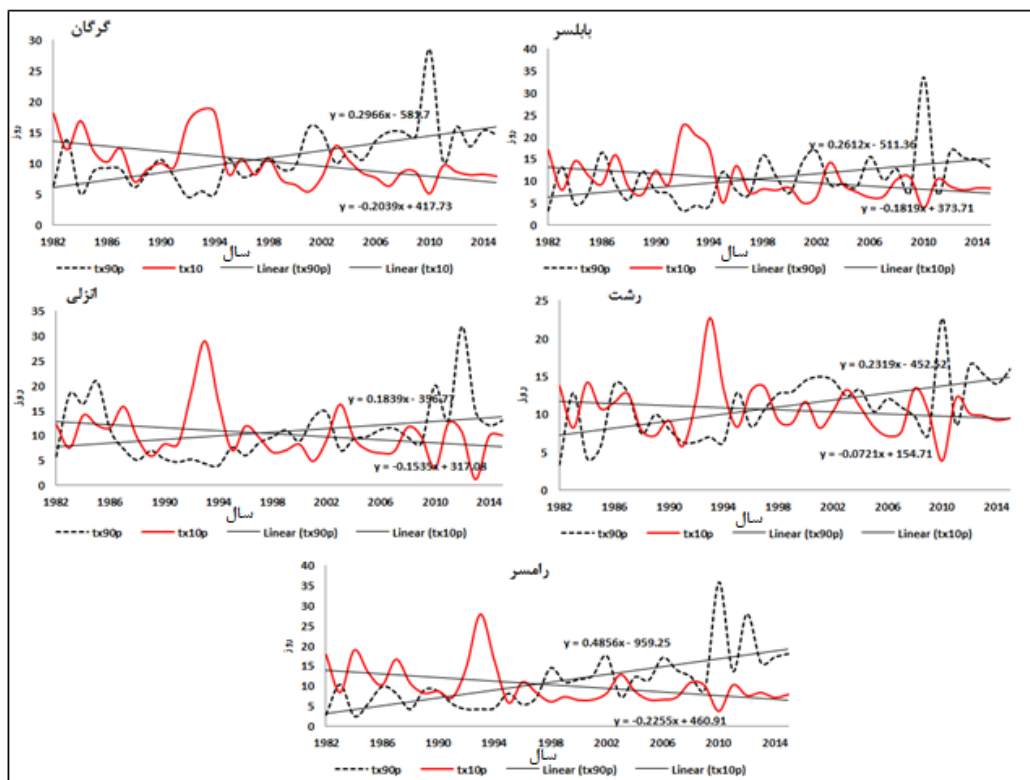 گرگان
30
25
20
15
10
5
0
روز
y = 0.2966x - 581.7
y = -0.2039x + 417.73
1982 1986 1990 1994 1998 2002 2006 2010 2014
سال
tx90p tx10 Linear (tx90p) Linear (tx10)
بابلسر
40
35
30
25
20
15
10
5
0
روز
y = 0.2612x - 511.36
y = -0.1819x + 373.71
1982 1986 1990 1994 1998 2002 2006 2010 2014
سال
tx90p tx10p Linear (tx90p) Linear (tx10p)
انزلی
35
30
25
20
15
10
5
0
روز
y = 0.1839x - 356.77
y = -0.1535x + 317.08
1982 1986 1990 1994 1998 2002 2006 2010 2014
سال
tx90p tx10p Linear (tx90p) Linear (tx10p)
رشت
25
20
15
10
5
0
روز
y = 0.2319x - 452.52
y = -0.0721x + 154.71
1982 1986 1990 1994 1998 2002 2006 2010 2014
سال
tx90p tx10p Linear (tx90p) Linear (tx10p)
رامسر
40
35
30
25
20
15
10
5
0
روز
y = 0.4856x - 959.25
y = -0.2255x + 460.91
1982 1986 1990 1994 1998 2002 2006 2010 2014
سال
tx90p tx10p Linear (tx90p) Linear (tx10p)